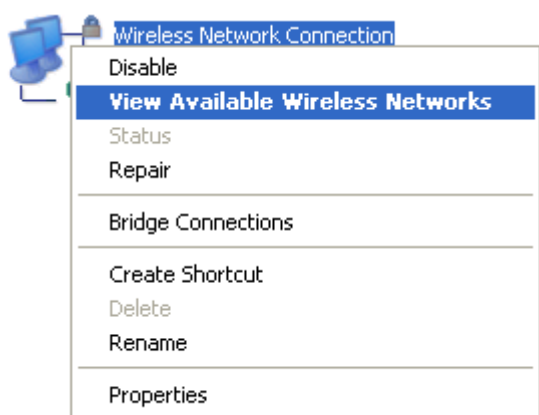 Wireless Network Connection
Disable
View Available Wireless Networks
Status
Repair
Bridge Connections
Create Shortcut
Delete
Rename
Properties